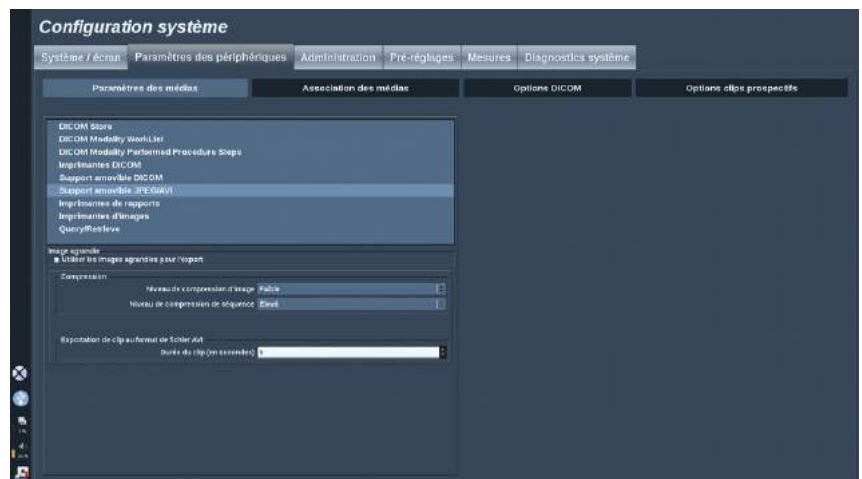 Configuration système
Système / écran Paramètres des périphériques Administration Pré-réglages Mesures Diagnostics système
Paramètres des médias Association des médias Options DICOM Options clips prospectifs
DICOM Store
DICOM Modality WorkList
DICOM Modality Performed Procedure Steps
Imprimantes DICOM
Support amovible DICOM
Support amovible JPEG/AVI
Imprimantes de rapports
Imprimantes d'images
Query/Retrieve
Image agrandie
Utiliser les images agrandies pour l'export
Compression
Niveau de compression d'image Faible
Niveau de compression de séquence Elevé
Exportation de clip au format de fichier AVI
Durée du clip (en secondes)